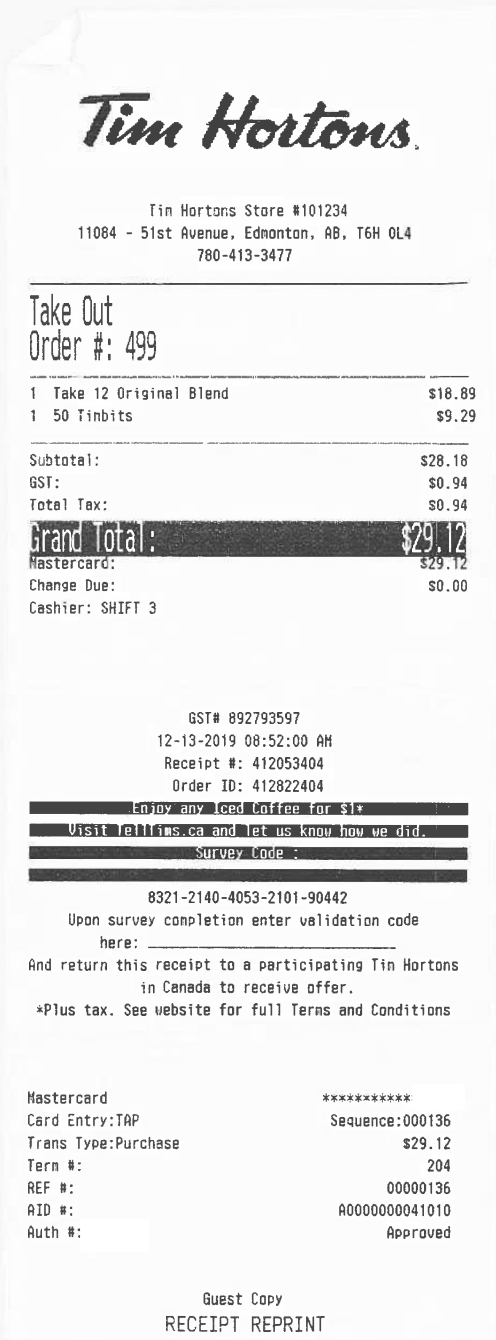 Tim Hortons.
Tim Hortons Store #101234
11084 - 51st Avenue, Edmonton, AB, T6H 0L4
780-413-3477
Take Out
Order #: 499
1 Take 12 Original Blend $18.89
1 50 Timbits $9.29
Subtotal: $28.18
GST: $0.94
Total Tax: $0.94
Grand Total: $29.12
Mastercard: $29.12
Change Due: $0.00
Cashier: SHIFT 3
GST# 892793597
12-13-2019 08:52:00 AM
Receipt #: 412053404
Order ID: 412822404
Enjoy any Iced Coffee for $1*
Visit TellTims.ca and let us know how we did.
Survey Code :
8321-2140-4053-2101-90442
Upon survey completion enter validation code
here: ____________________
And return this receipt to a participating Tim Hortons
in Canada to receive offer.
*Plus tax. See website for full Terms and Conditions
Mastercard ***********
Card Entry:TAP Sequence:000136
Trans Type:Purchase $29.12
Term #: 204
REF #: 00000136
AID #: A0000000041010
Auth #: Approved
Guest Copy
RECEIPT REPRINT